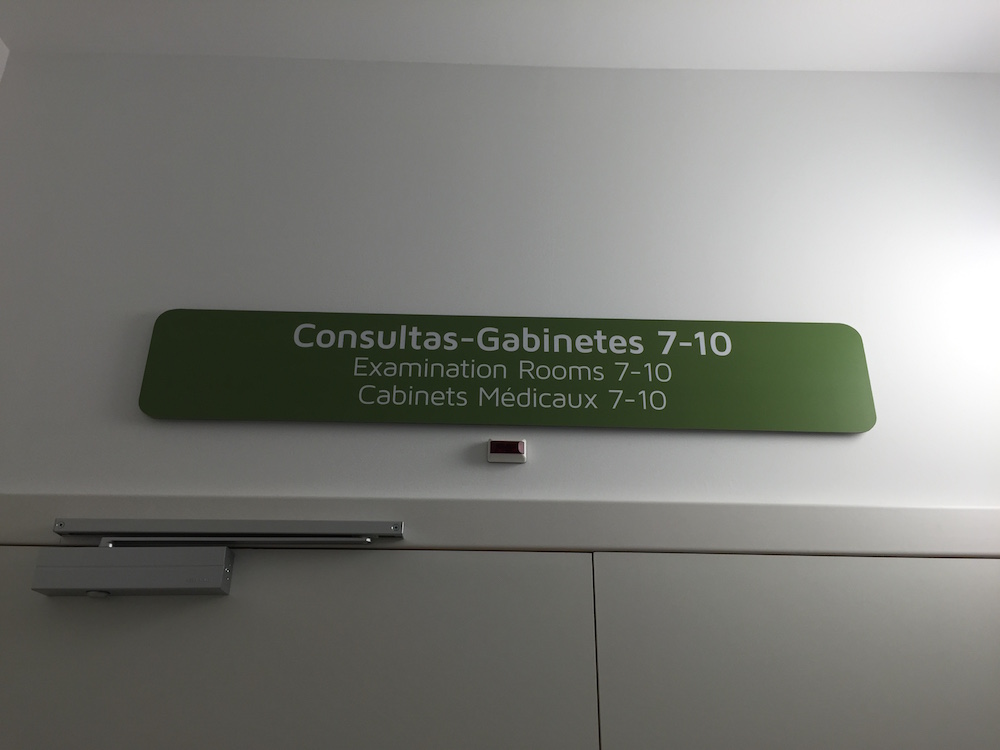 Consultas-Gabinetes 7-10
Examination Rooms 7-10
Cabinets Médicaux 7-10